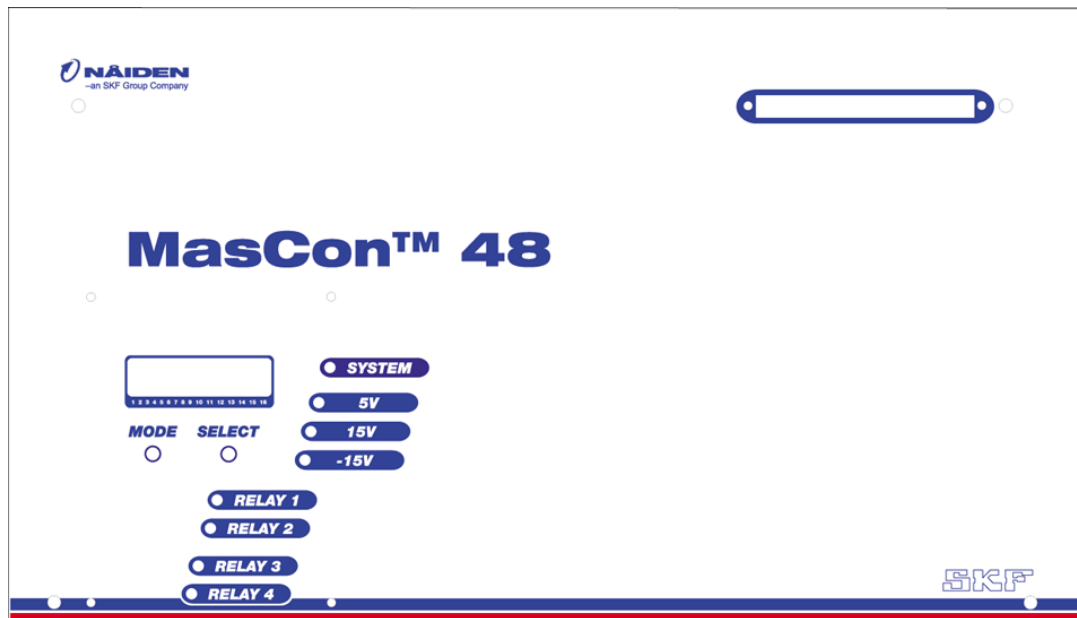 NÅIDEN
–an SKF Group Company
MasCon™ 48
SYSTEM
1 2 3 4 5 6 7 8 9 10 11 12 13 14 15 16
5V
MODE SELECT
15V
-15V
RELAY 1
RELAY 2
RELAY 3
RELAY 4
SKF